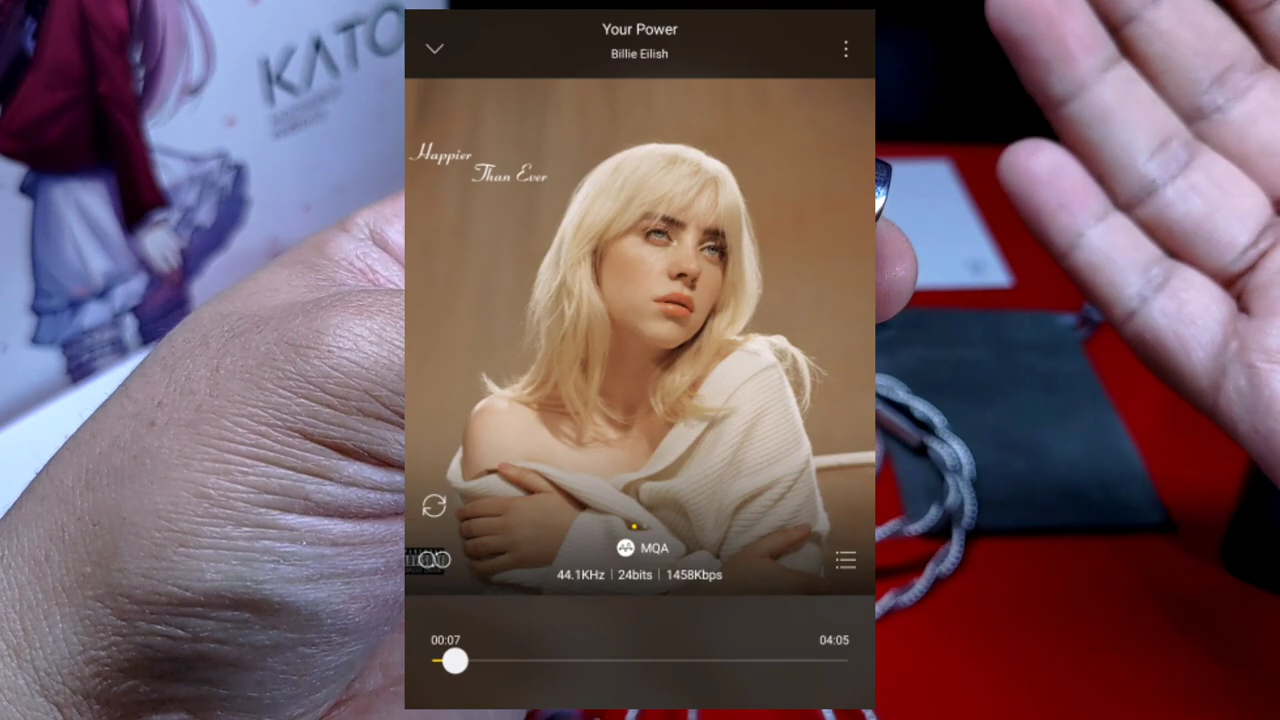 KATO
Your Power
Billie Eilish
Happier
Than Ever
MQA
44.1KHz | 24bits | 1458Kbps
00:07
04:05